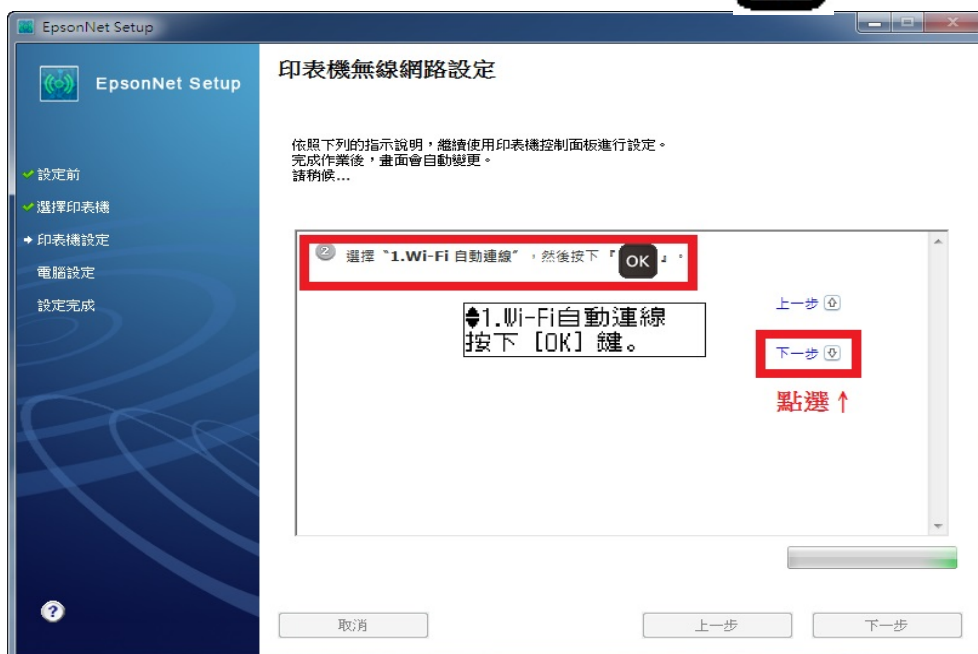 EpsonNet Setup
EpsonNet Setup
印表機無線網路設定
依照下列的指示說明，繼續使用印表機控制面板進行設定。
完成作業後，畫面會自動變更。
請稍候...
設定前
選擇印表機
印表機設定
電腦設定
設定完成
2 選擇〝1.Wi-Fi 自動連線〞，然後按下『OK』。
1.Wi-Fi自動連線
按下 [OK] 鍵。
上一步
下一步
點選↑
?
取消
上一步
下一步